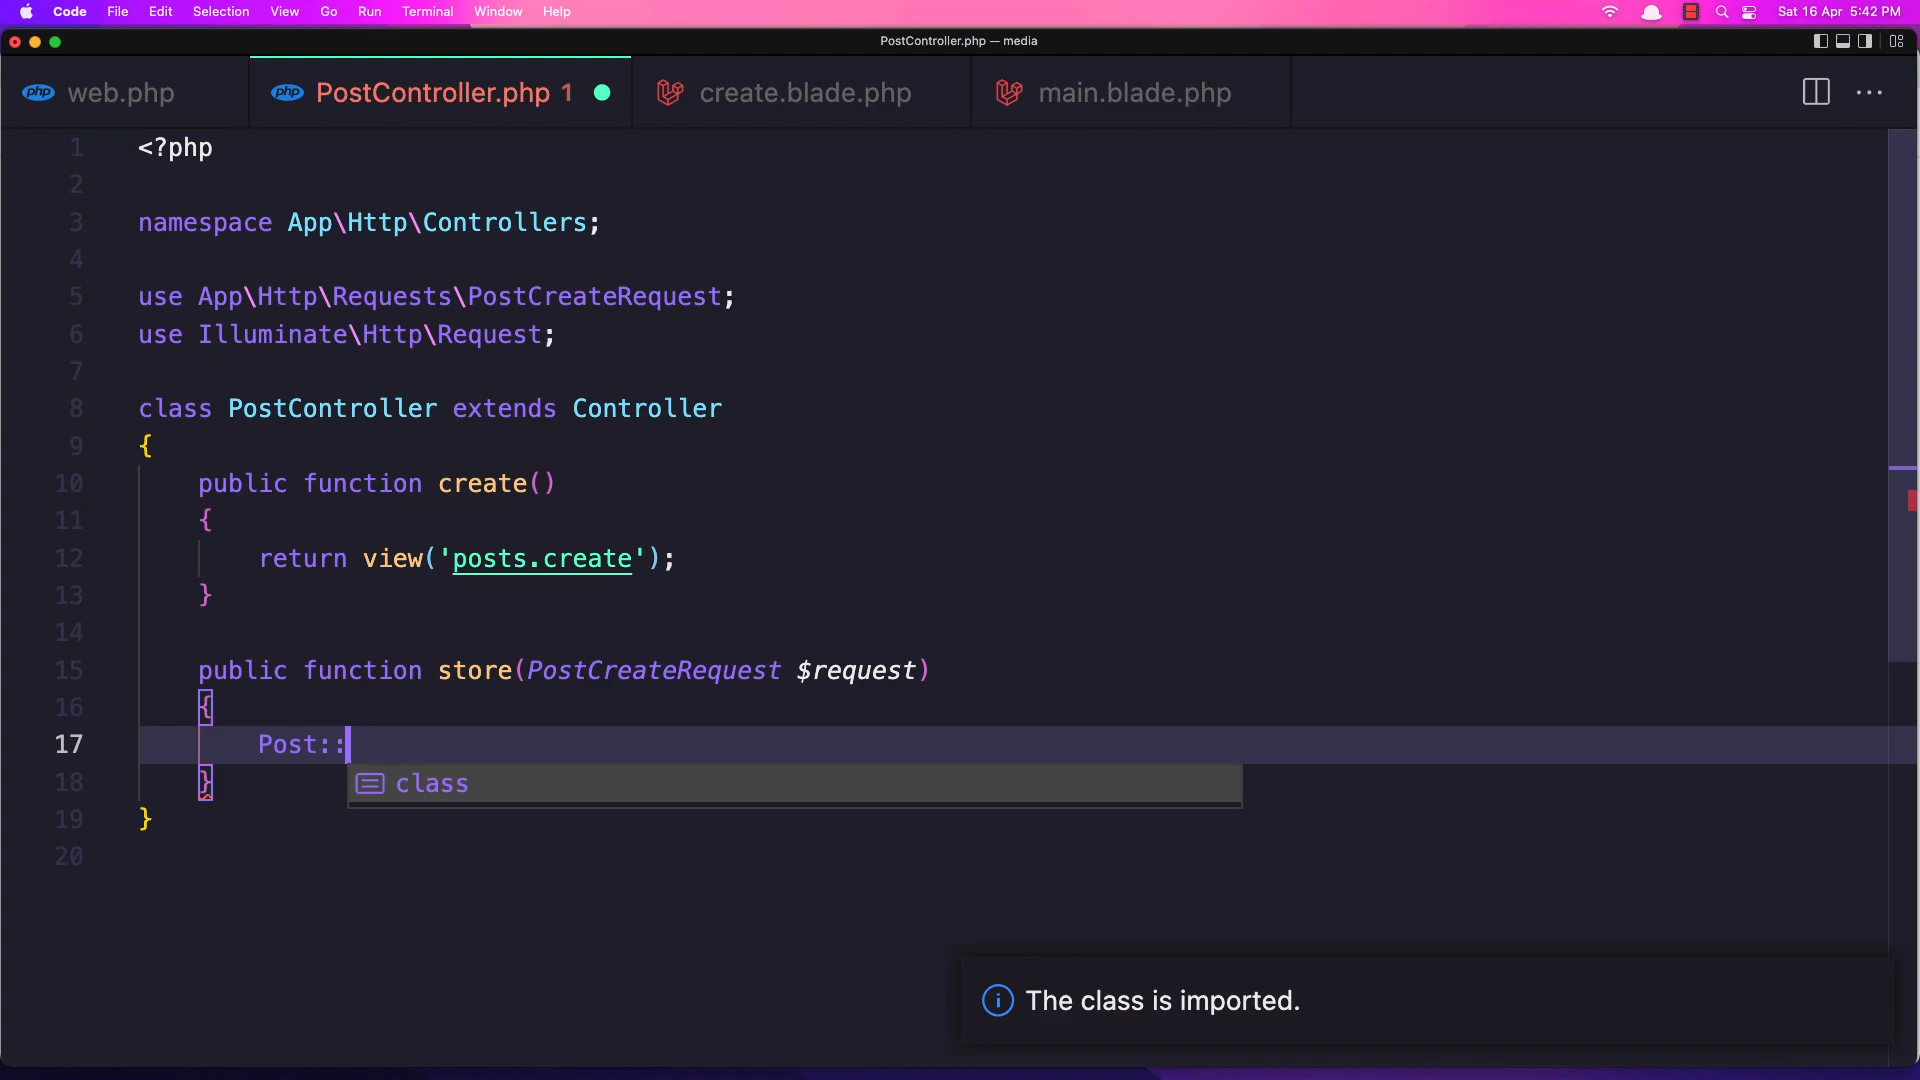 Code File Edit Selection View Go Run Terminal Window Help Sat 16 Apr 5:42 PM
PostController.php — media
php web.php php PostController.php 1 create.blade.php main.blade.php ...
1 <?php
2
3 namespace App\Http\Controllers;
4
5 use App\Http\Requests\PostCreateRequest;
6 use Illuminate\Http\Request;
7
8 class PostController extends Controller
9 {
10 public function create()
11 {
12 return view('posts.create');
13 }
14
15 public function store(PostCreateRequest $request)
16 {
17 Post::
18 }
class
19 }
20
The class is imported.